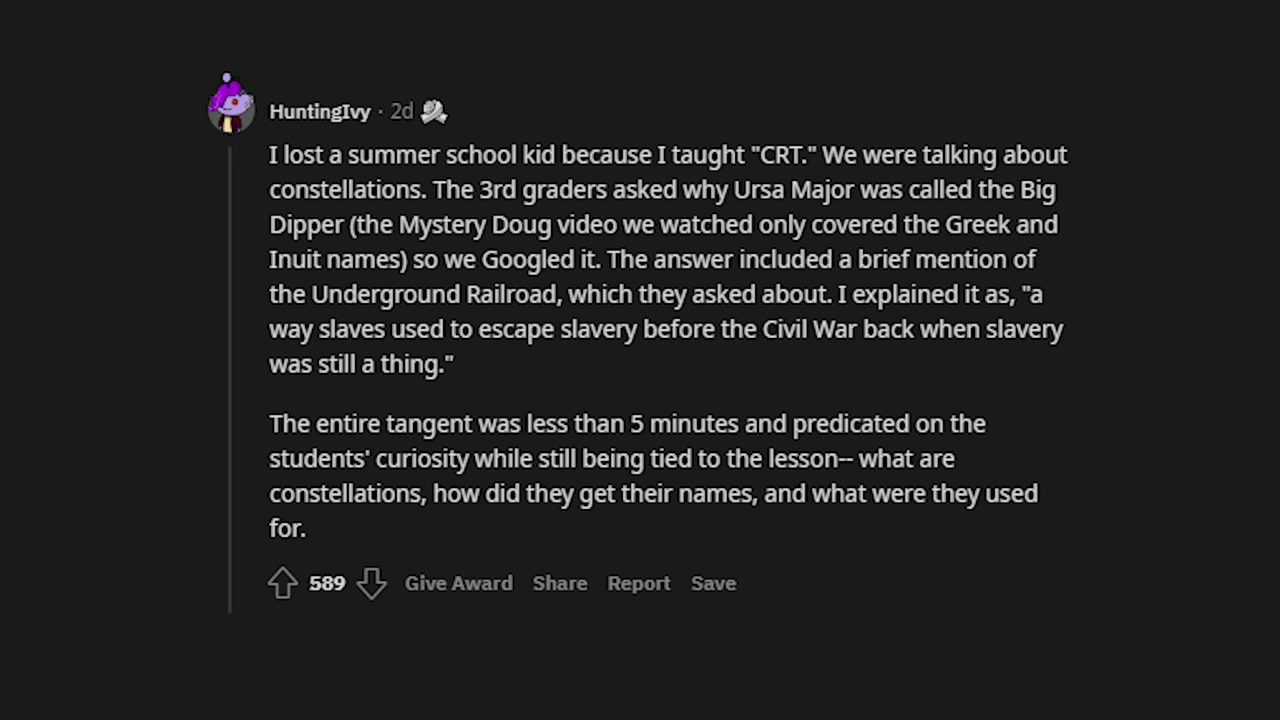 HuntingIvy · 2d
I lost a summer school kid because I taught "CRT." We were talking about
constellations. The 3rd graders asked why Ursa Major was called the Big
Dipper (the Mystery Doug video we watched only covered the Greek and
Inuit names) so we Googled it. The answer included a brief mention of
the Underground Railroad, which they asked about. I explained it as, "a
way slaves used to escape slavery before the Civil War back when slavery
was still a thing."
The entire tangent was less than 5 minutes and predicated on the
students' curiosity while still being tied to the lesson-- what are
constellations, how did they get their names, and what were they used
for.
589 Give Award Share Report Save